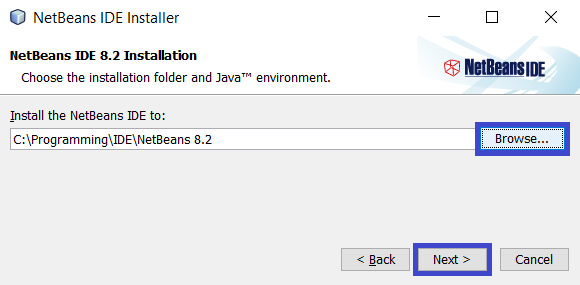 NetBeans IDE Installer
NetBeans IDE 8.2 Installation
Choose the installation folder and Java™ environment.
NetBeans IDE
Install the NetBeans IDE to:
C:\Programming\IDE\NetBeans 8.2
Browse...
< Back
Next >
Cancel